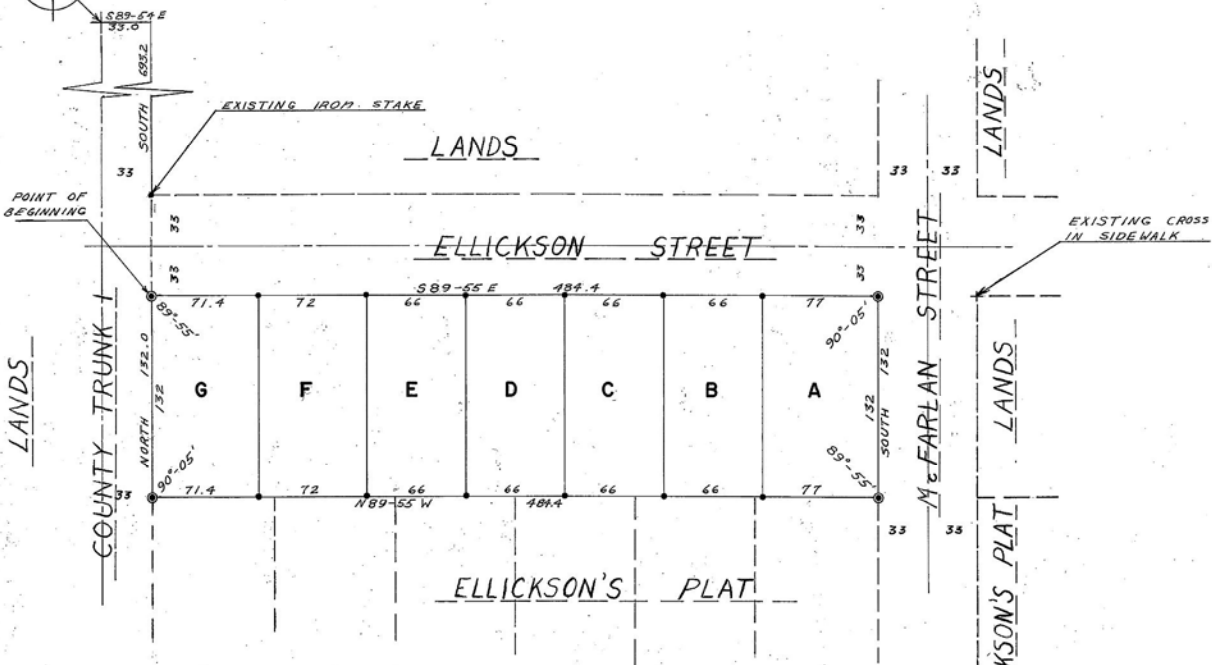 S89-54 E
33.0
693.2
SOUTH
33
EXISTING IRON STAKE
LANDS
LANDS
33 33
POINT OF
BEGINNING
33
33
ELLICKSON STREET
33
33
EXISTING CROSS
IN SIDEWALK
S89-55 E 484.4
71.4 72 66 66 66 66 77
89°-55'
90°-05'
LANDS
COUNTY TRUNK I
NORTH 132.0
132
G F E D C B A
132
SOUTH 132
McFARLAN STREET
LANDS
90°-05'
89°-55'
33
71.4 72 66 66 66 66 77
N89-55 W 484.4
33 33
ELLICKSON'S PLAT
KSON'S PLAT